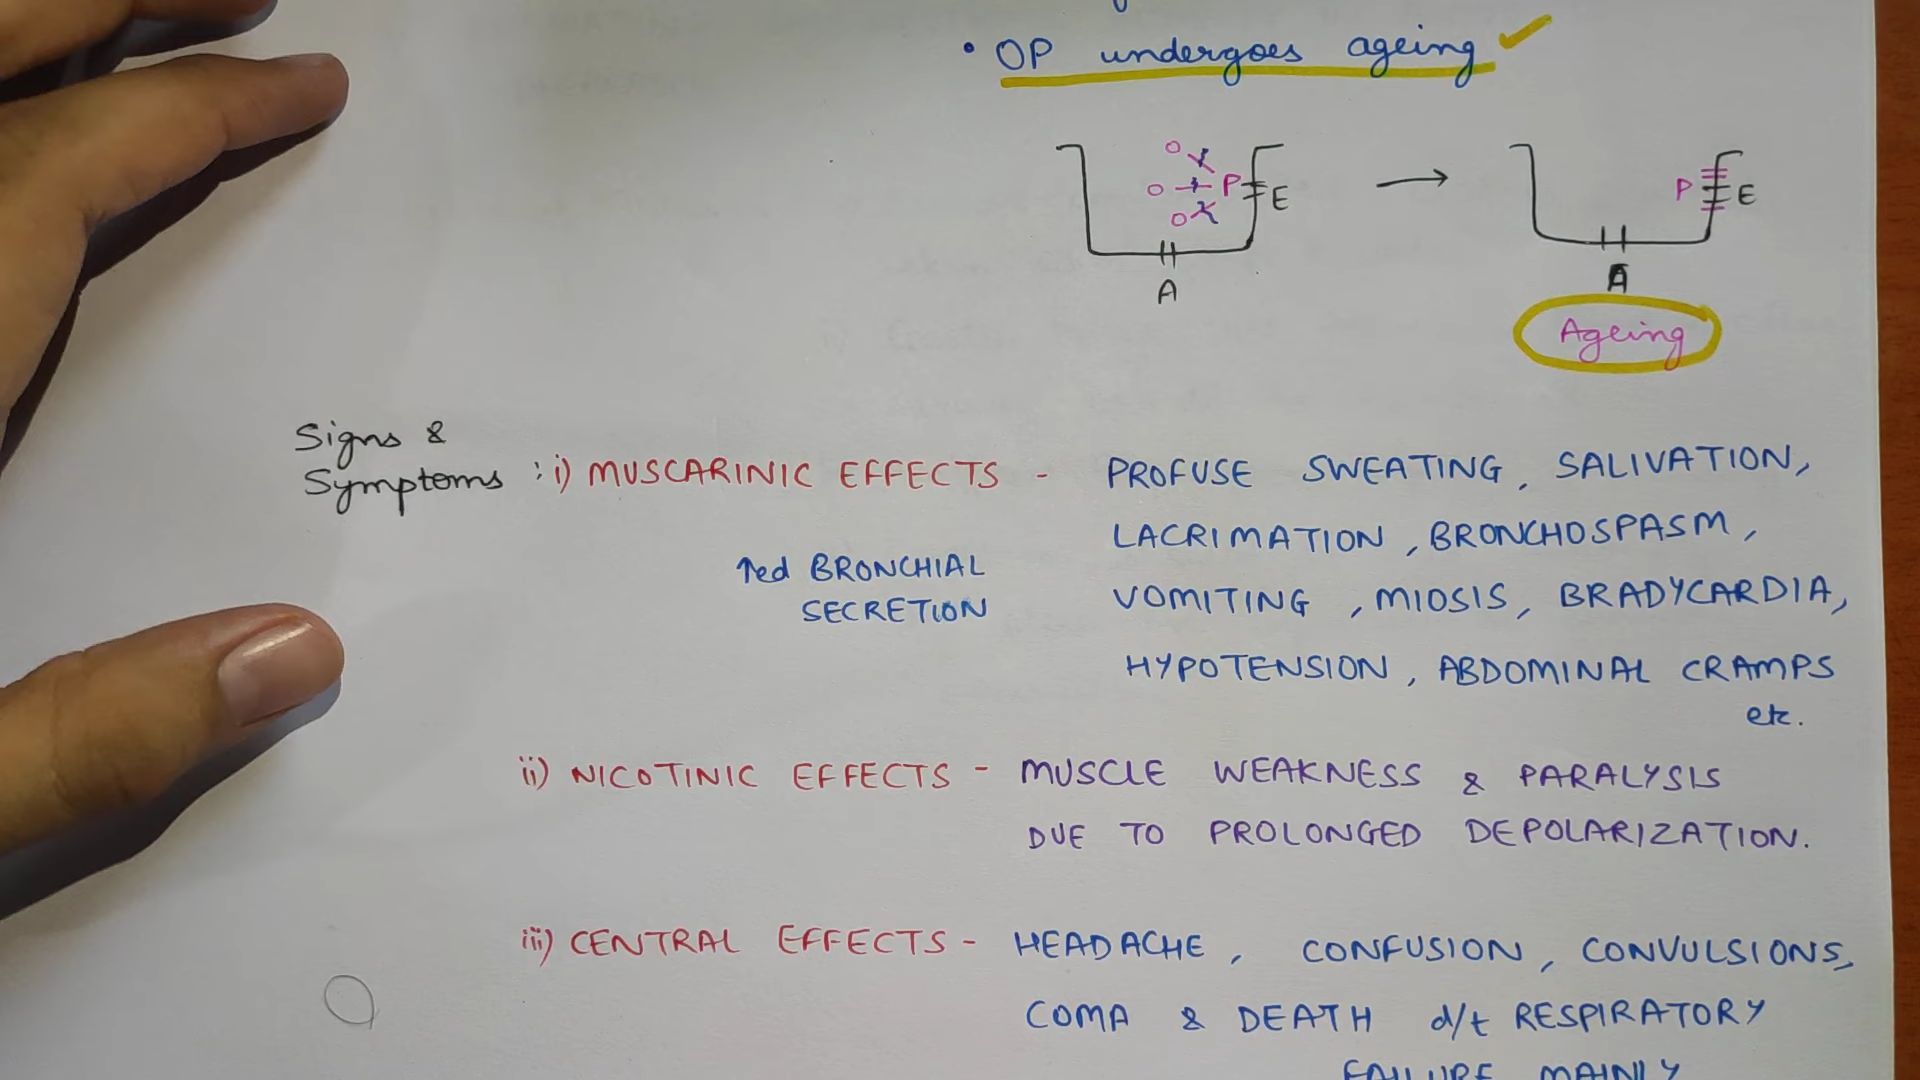 • OP undergoes ageing ✓
O
O P E
O
A
P E
A
Ageing
Signs &
Symptoms : i) MUSCARINIC EFFECTS - PROFUSE SWEATING, SALIVATION,
LACRIMATION, BRONCHOSPASM,
↑ed BRONCHIAL
SECRETION
VOMITING, MIOSIS, BRADYCARDIA,
HYPOTENSION, ABDOMINAL CRAMPS
etc.
ii) NICOTINIC EFFECTS - MUSCLE WEAKNESS & PARALYSIS
DUE TO PROLONGED DEPOLARIZATION.
iii) CENTRAL EFFECTS - HEADACHE, CONFUSION, CONVULSIONS,
COMA & DEATH d/t RESPIRATORY
FAILURE MAINLY